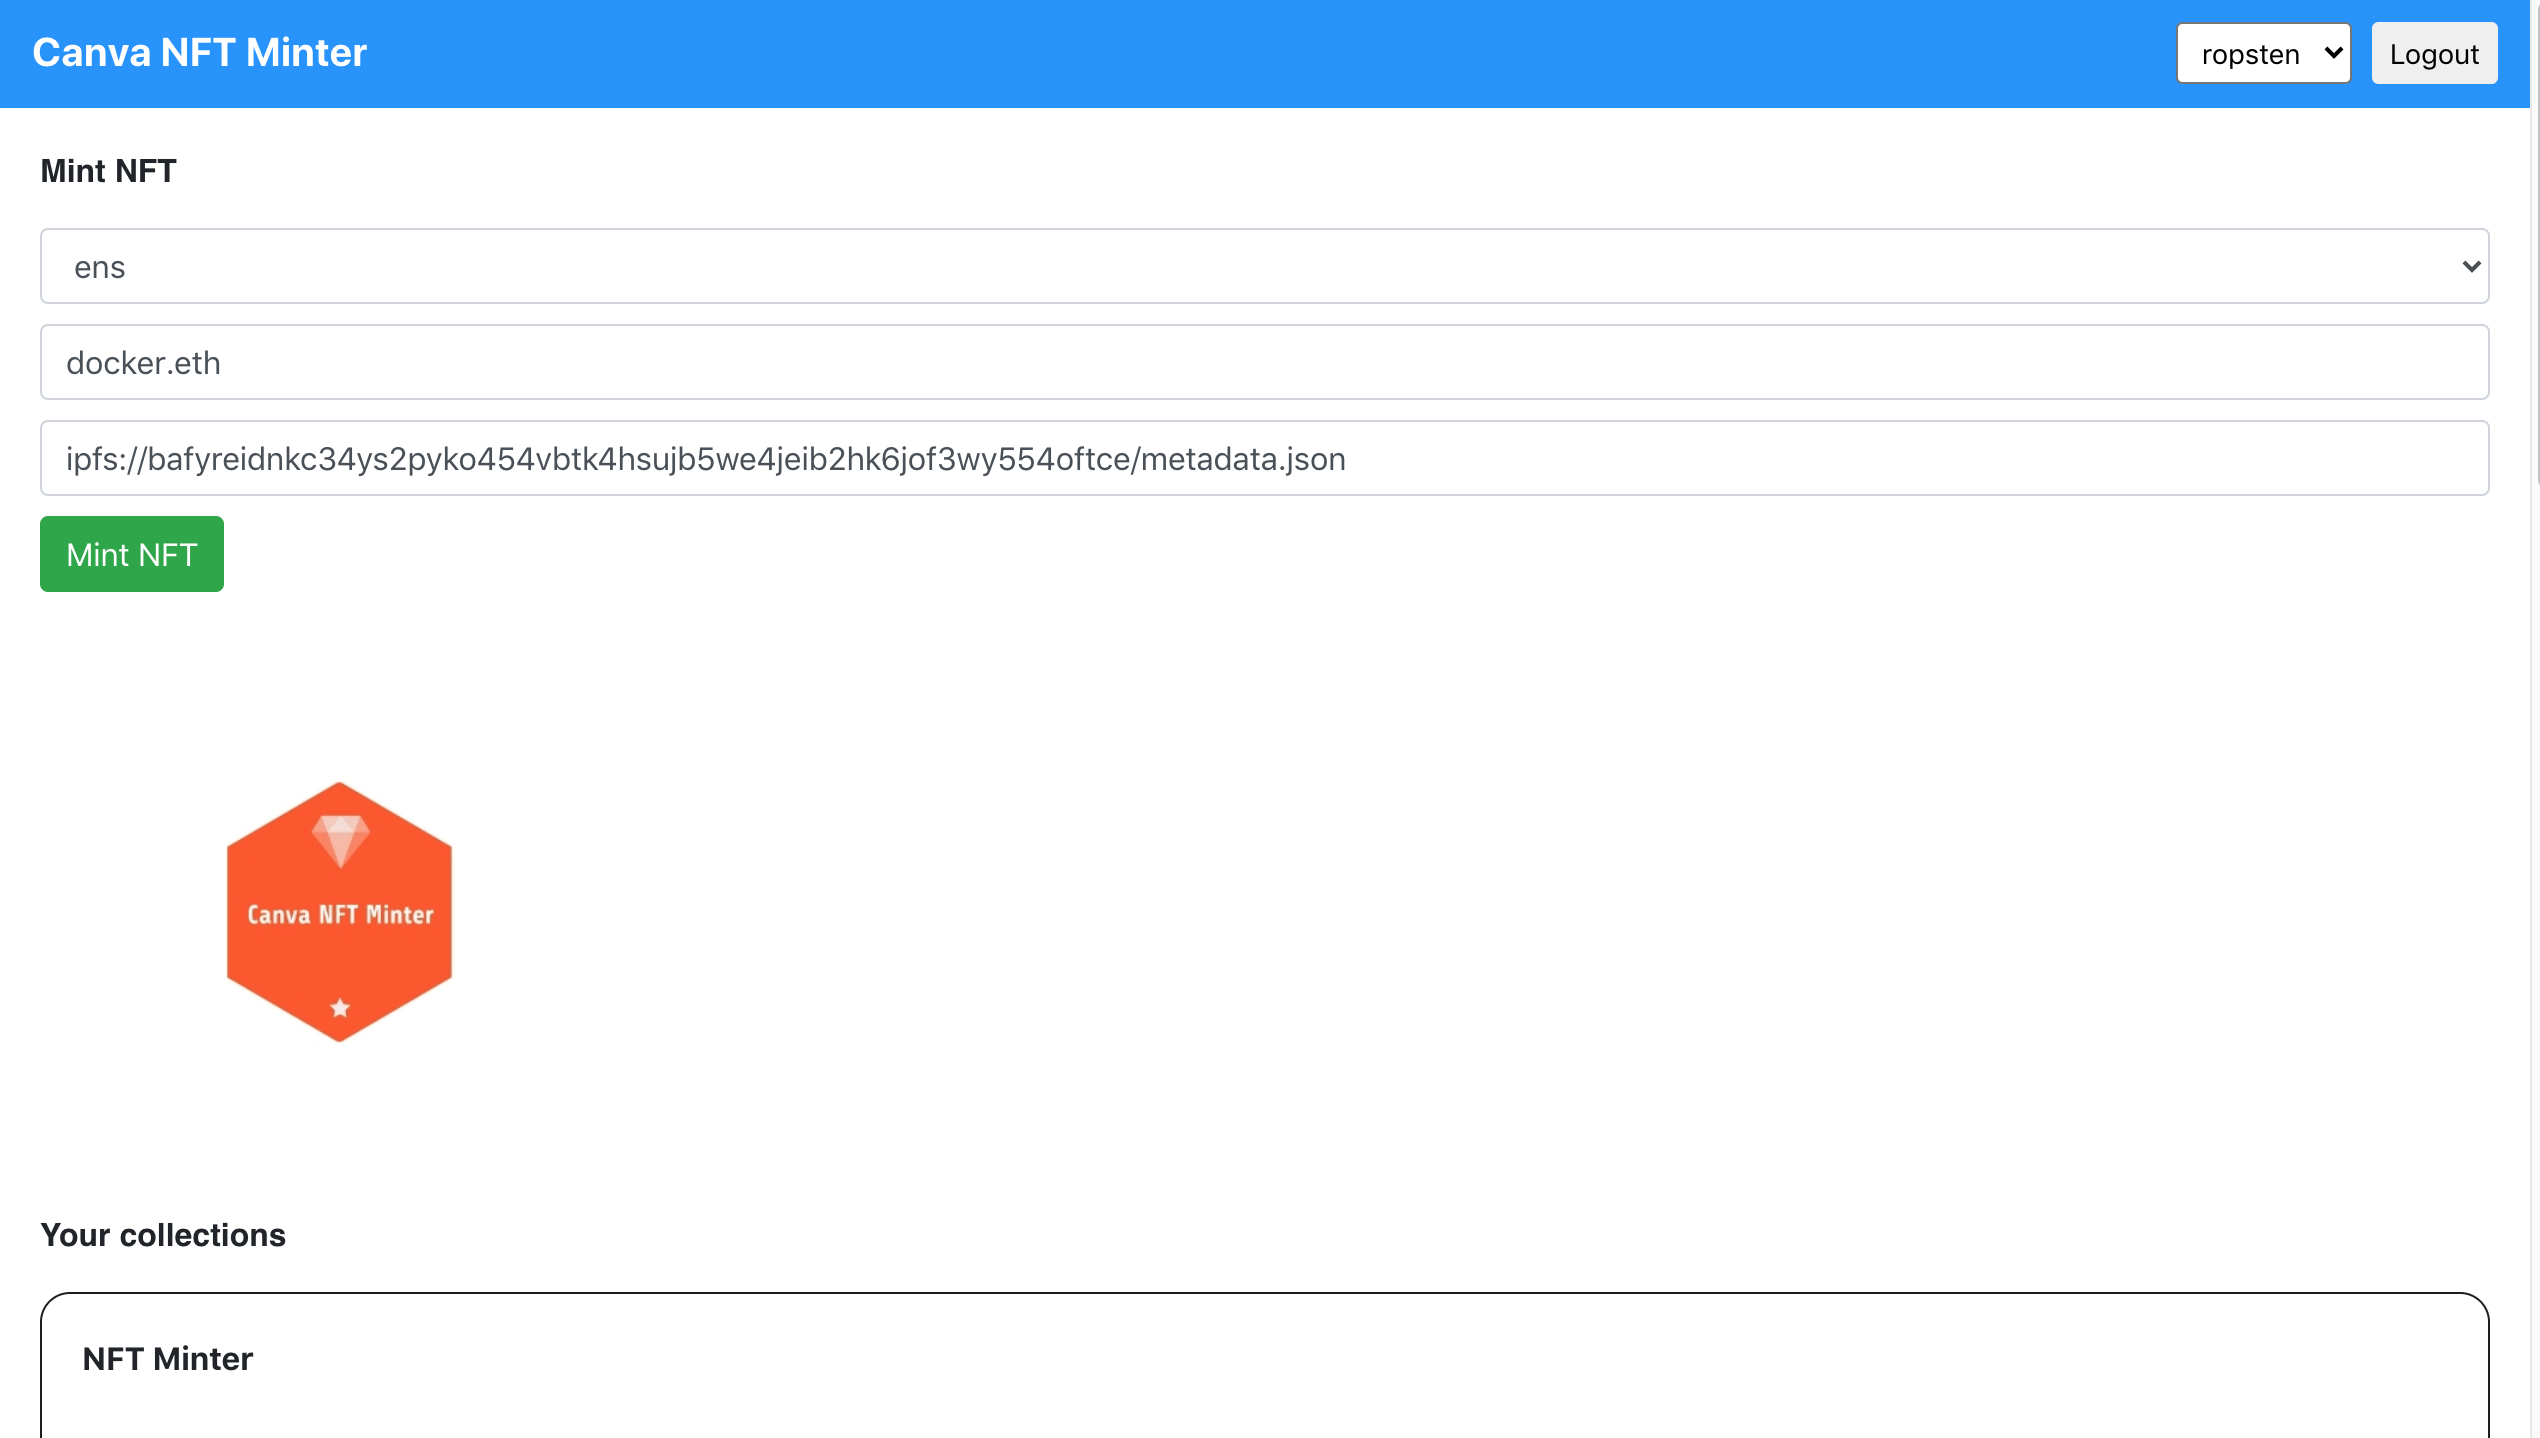 Canva NFT Minter
ropsten
Logout
Mint NFT
ens
docker.eth
ipfs://bafyreidnkc34ys2pyko454vbtk4hsujb5we4jeib2hk6jof3wy554oftce/metadata.json
Mint NFT
Canva NFT Minter
Your collections
NFT Minter